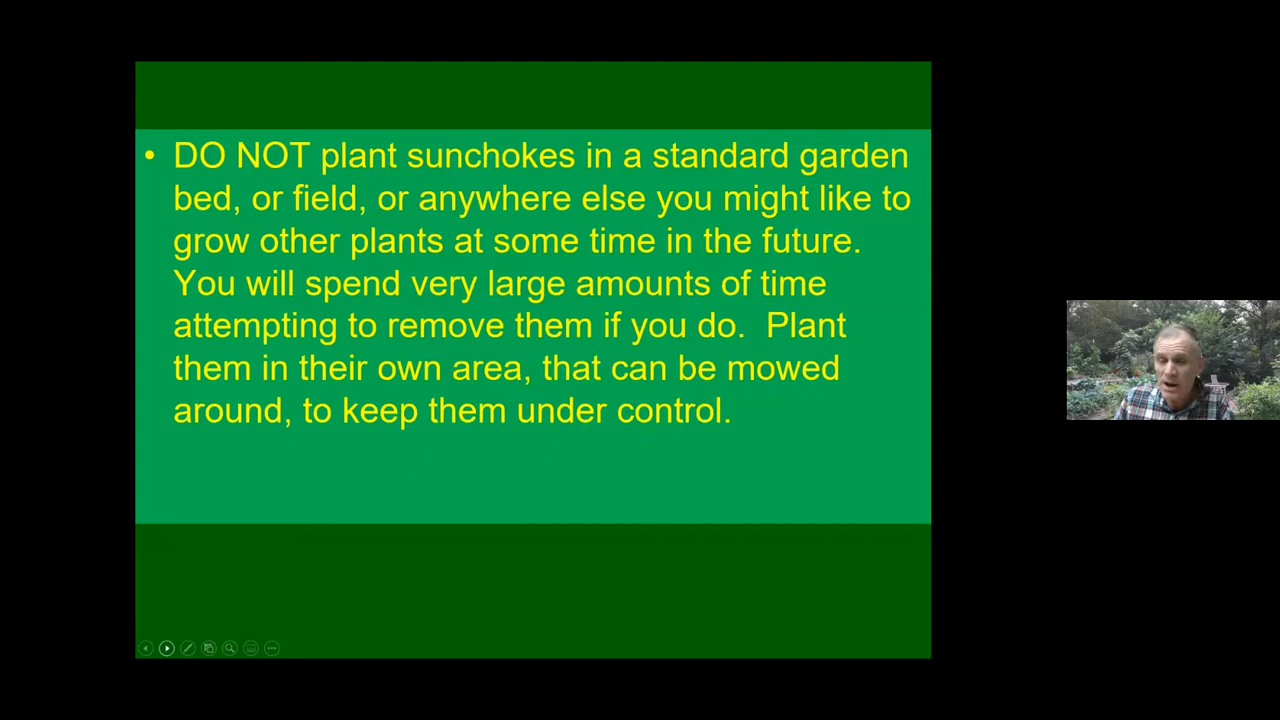 • DO NOT plant sunchokes in a standard garden
bed, or field, or anywhere else you might like to
grow other plants at some time in the future.
You will spend very large amounts of time
attempting to remove them if you do.  Plant
them in their own area, that can be mowed
around, to keep them under control.